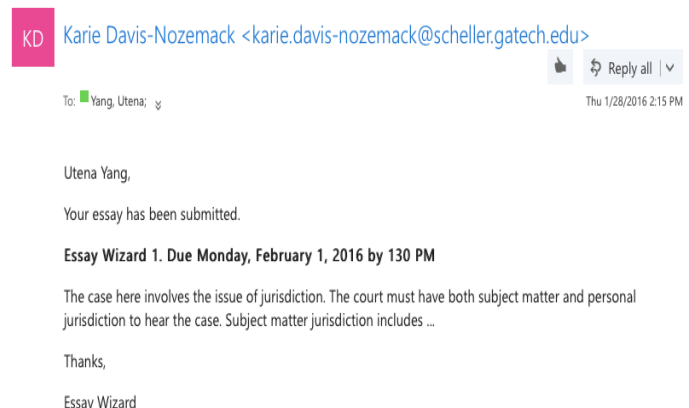 KD
Karie Davis-Nozemack <karie.davis-nozemack@scheller.gatech.edu>
Reply all
To: Yang, Utena;
Thu 1/28/2016 2:15 PM
Utena Yang,
Your essay has been submitted.
Essay Wizard 1. Due Monday, February 1, 2016 by 130 PM
The case here involves the issue of jurisdiction. The court must have both subject matter and personal
jurisdiction to hear the case. Subject matter jurisdiction includes ...
Thanks,
Essay Wizard